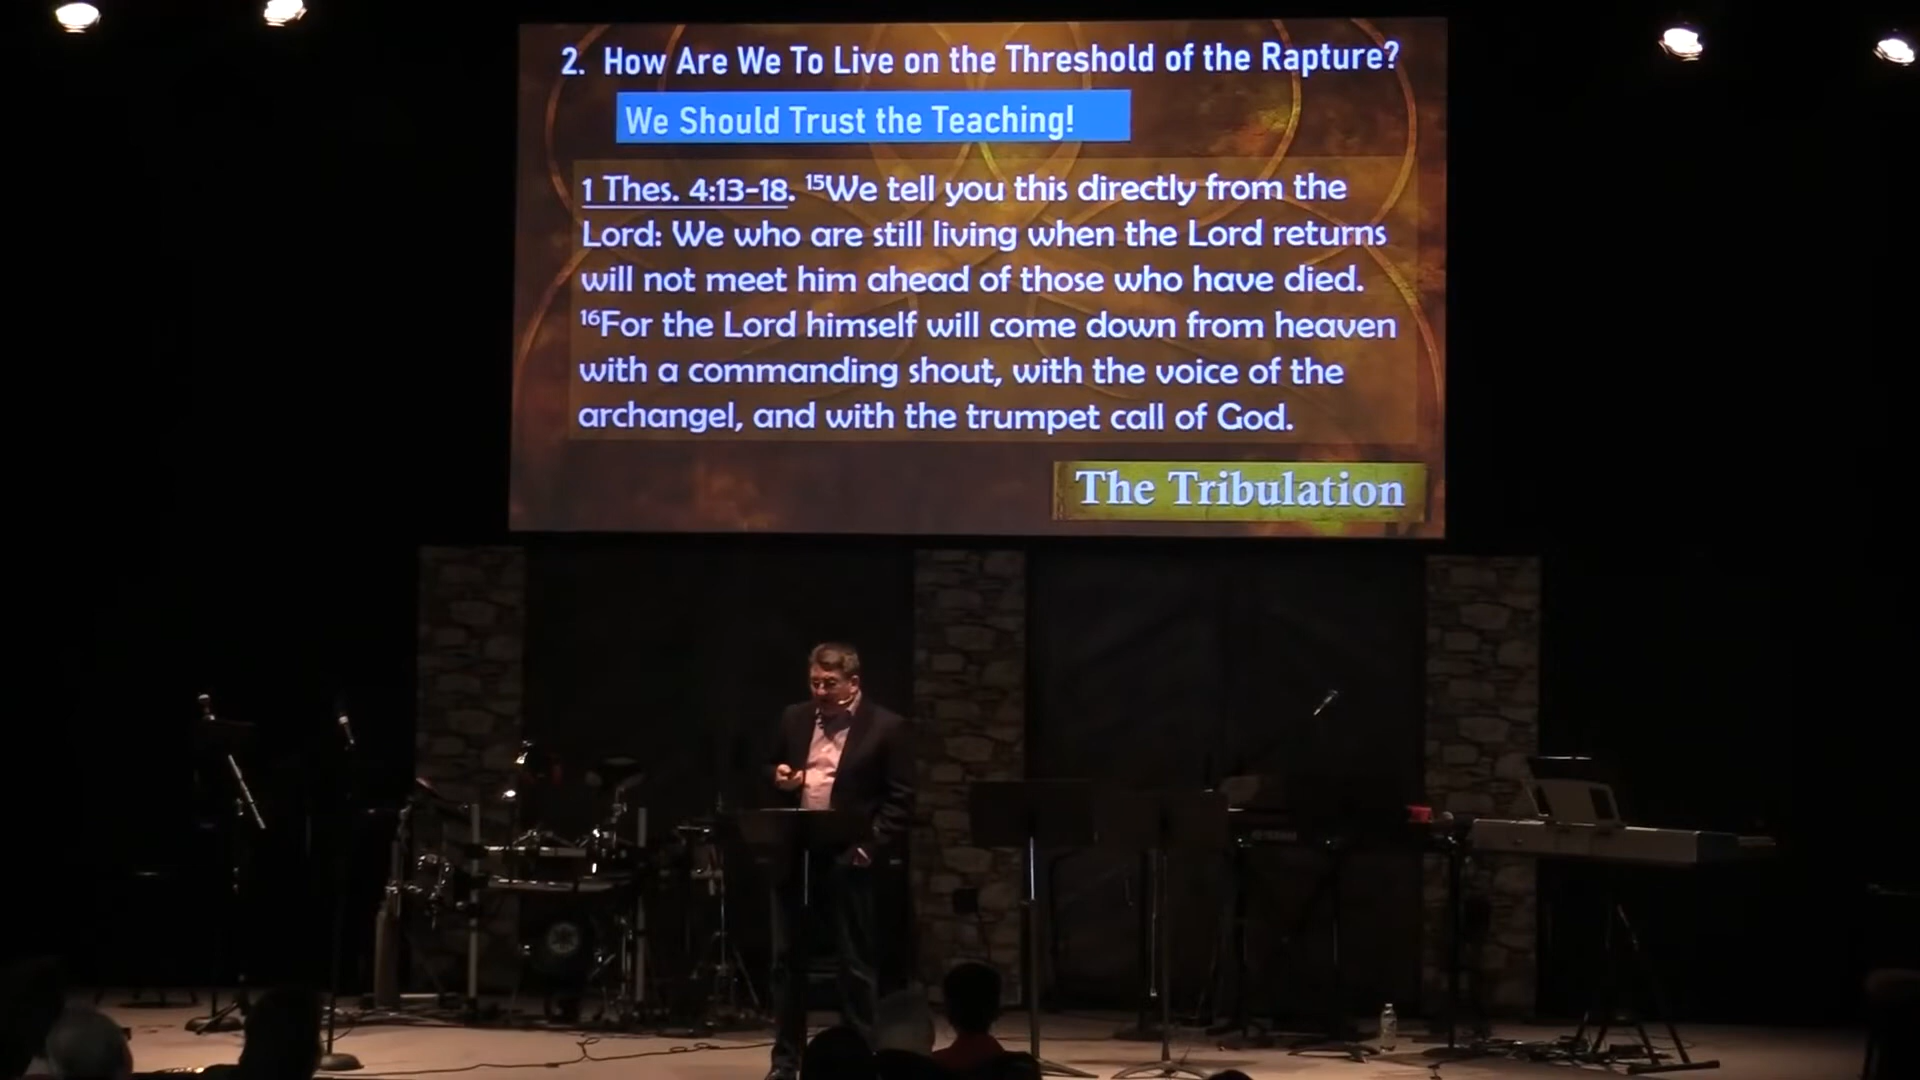 2. How Are We To Live on the Threshold of the Rapture?
We Should Trust the Teaching!
1 Thes. 4:13-18. ¹⁵We tell you this directly from the
Lord: We who are still living when the Lord returns
will not meet him ahead of those who have died.
¹⁶For the Lord himself will come down from heaven
with a commanding shout, with the voice of the
archangel, and with the trumpet call of God.
The Tribulation